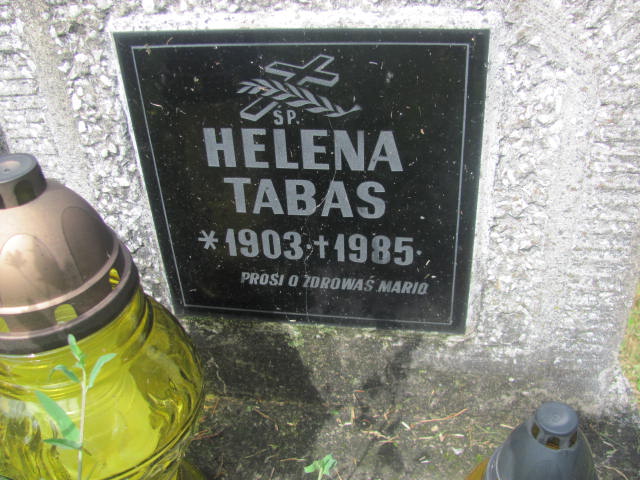 SP.
HELENA
TABAS
*1903·†1985·
PROSI O ZDROWAŚ MARIO